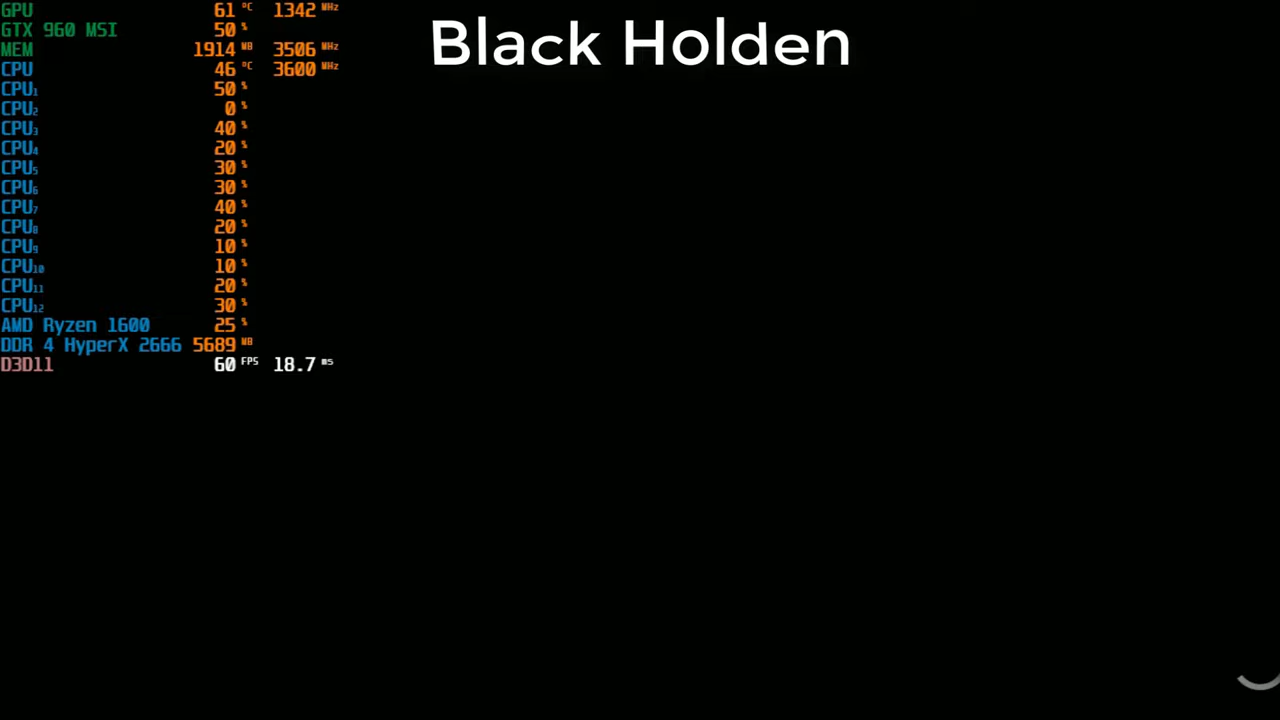 Black Holden
GPU 61 °C 1342 MHz
GTX 960 MSI 50 %
MEM 1914 MB 3506 MHz
CPU 46 °C 3600 MHz
CPU1 50 %
CPU2 0 %
CPU3 40 %
CPU4 20 %
CPU5 30 %
CPU6 30 %
CPU7 40 %
CPU8 20 %
CPU9 10 %
CPU10 10 %
CPU11 20 %
CPU12 30 %
AMD Ryzen 1600 25 %
DDR 4 HyperX 2666 5689 MB
D3D11 60 FPS 18.7 ms